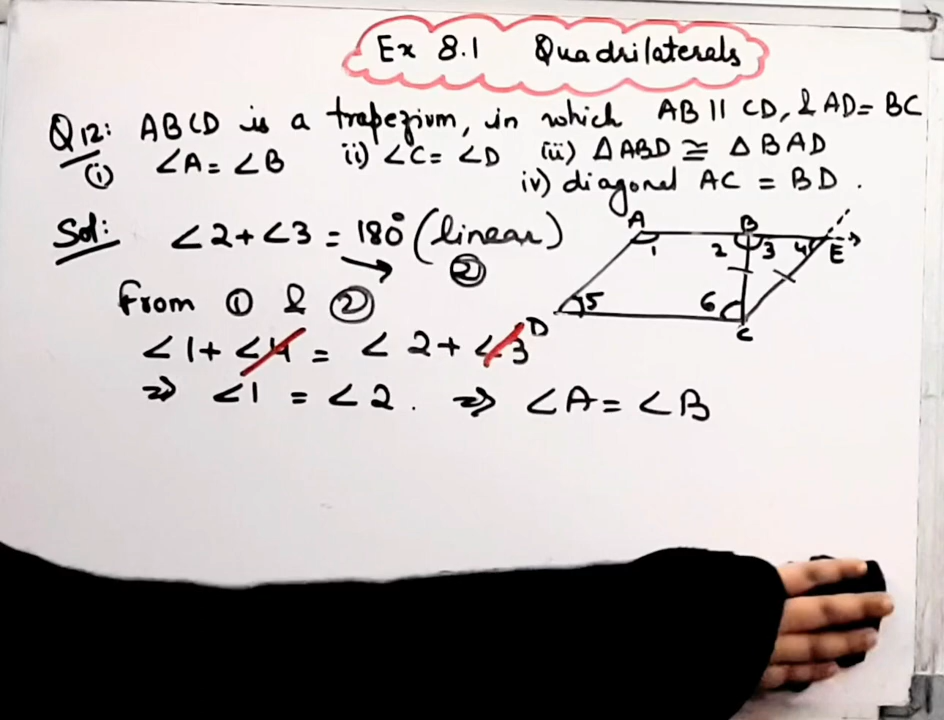 Ex 8.1 Quadrilaterals
Q12: ABCD is a trapezium, in which AB || CD, & AD = BC
(i) ∠A = ∠B ii) ∠C = ∠D (iii) △ABD ≅ △BAD
iv) diagonal AC = BD.
Sol: ∠2 + ∠3 = 180° (linear)
→ ②
From ① & ②
∠1 + ∠4 = ∠2 + ∠3
⇒ ∠1 = ∠2. ⇒ ∠A = ∠B
A B
1 2 3 4 E
5 6
D C